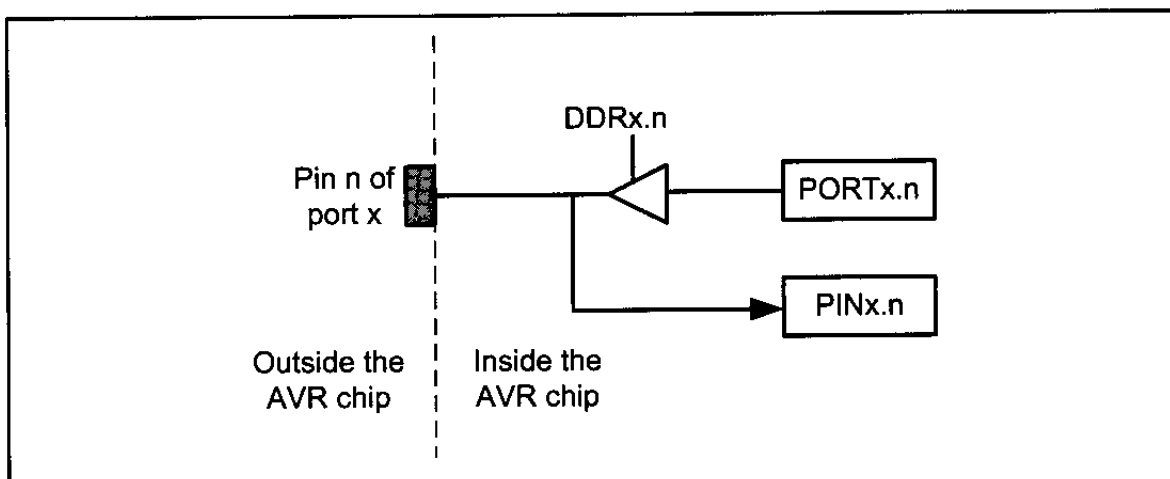 DDRx.n
Pin n of
port x
PORTx.n
PINx.n
Outside the
AVR chip
Inside the
AVR chip